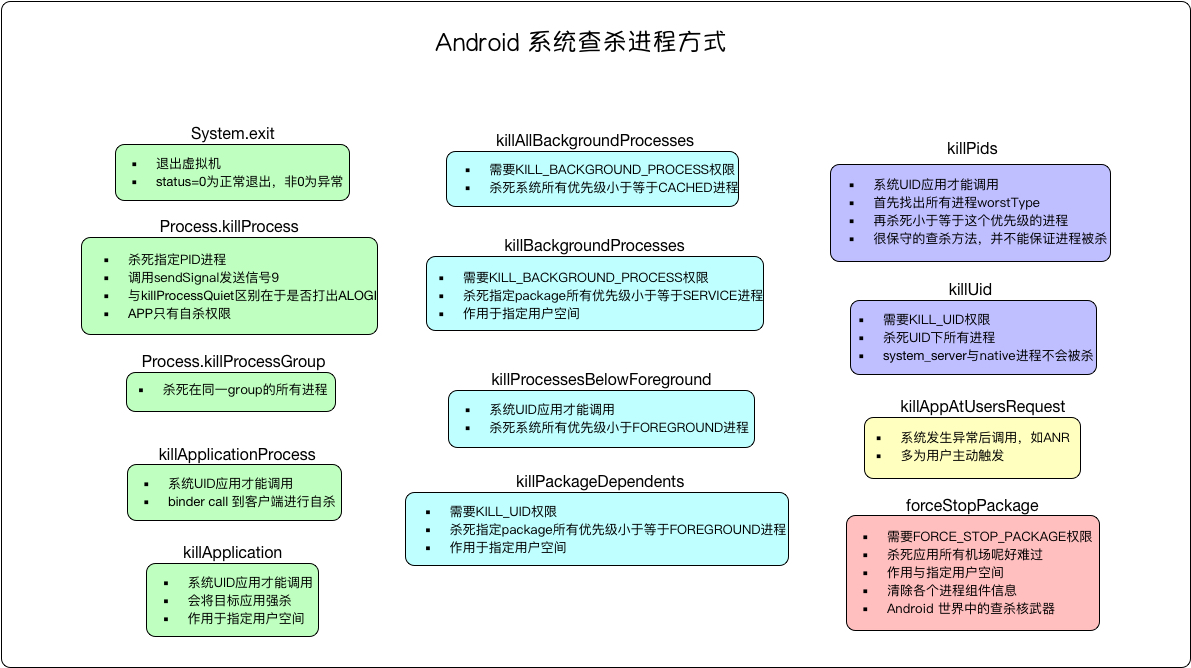 Android 系统查杀进程方式
System.exit
▪ 退出虚拟机
▪ status=0为正常退出，非0为异常
Process.killProcess
▪ 杀死指定PID进程
▪ 调用sendSignal发送信号9
▪ 与killProcessQuiet区别在于是否打出ALOGI
▪ APP只有自杀权限
Process.killProcessGroup
▪ 杀死在同一group的所有进程
killApplicationProcess
▪ 系统UID应用才能调用
▪ binder call 到客户端进行自杀
killApplication
▪ 系统UID应用才能调用
▪ 会将目标应用强杀
▪ 作用于指定用户空间
killAllBackgroundProcesses
▪ 需要KILL_BACKGROUND_PROCESS权限
▪ 杀死系统所有优先级小于等于CACHED进程
killBackgroundProcesses
▪ 需要KILL_BACKGROUND_PROCESS权限
▪ 杀死指定package所有优先级小于等于SERVICE进程
▪ 作用于指定用户空间
killProcessesBelowForeground
▪ 系统UID应用才能调用
▪ 杀死系统所有优先级小于FOREGROUND进程
killPackageDependents
▪ 需要KILL_UID权限
▪ 杀死指定package所有优先级小于等于FOREGROUND进程
▪ 作用于指定用户空间
killPids
▪ 系统UID应用才能调用
▪ 首先找出所有进程worstType
▪ 再杀死小于等于这个优先级的进程
▪ 很保守的查杀方法，并不能保证进程被杀
killUid
▪ 需要KILL_UID权限
▪ 杀死UID下所有进程
▪ system_server与native进程不会被杀
killAppAtUsersRequest
▪ 系统发生异常后调用，如ANR
▪ 多为用户主动触发
forceStopPackage
▪ 需要FORCE_STOP_PACKAGE权限
▪ 杀死应用所有机场呢好难过
▪ 作用与指定用户空间
▪ 清除各个进程组件信息
▪ Android 世界中的查杀核武器